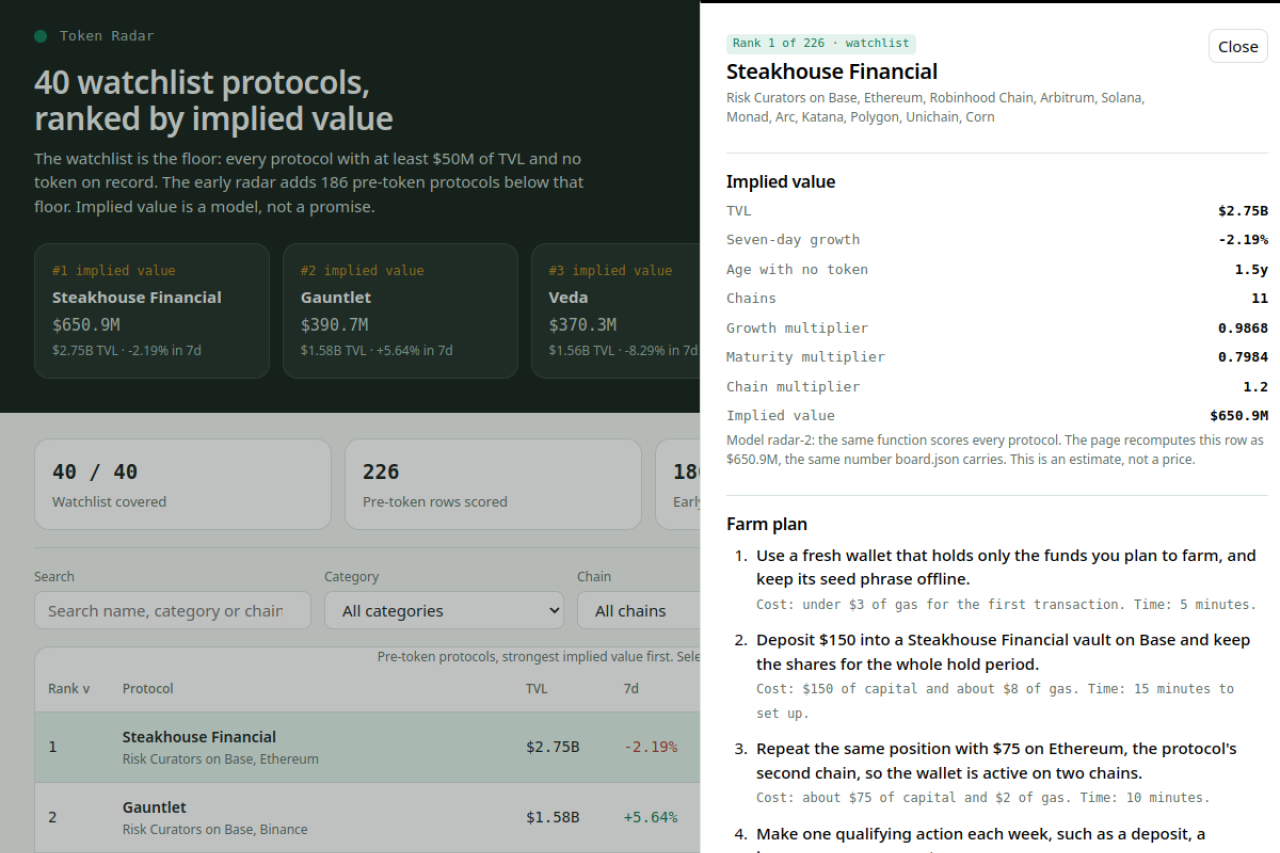 Token Radar
40 watchlist protocols,
ranked by implied value
The watchlist is the floor: every protocol with at least $50M of TVL and no
token on record. The early radar adds 186 pre-token protocols below that
floor. Implied value is a model, not a promise.
#1 implied value
Steakhouse Financial
$650.9M
$2.75B TVL · -2.19% in 7d
#2 implied value
Gauntlet
$390.7M
$1.58B TVL · +5.64% in 7d
#3 implied value
Veda
$370.3M
$1.56B TVL · -8.29% in 7d
40 / 40
Watchlist covered
226
Pre-token rows scored
Search
Search name, category or chain
Category
All categories
Chain
All chains
Pre-token protocols, strongest implied value first.
Rank v Protocol TVL 7d
1 Steakhouse Financial $2.75B -2.19%
Risk Curators on Base, Ethereum
2 Gauntlet $1.58B +5.64%
Risk Curators on Base, Binance
Rank 1 of 226 · watchlist
Close
Steakhouse Financial
Risk Curators on Base, Ethereum, Robinhood Chain, Arbitrum, Solana,
Monad, Arc, Katana, Polygon, Unichain, Corn
Implied value
TVL $2.75B
Seven-day growth -2.19%
Age with no token 1.5y
Chains 11
Growth multiplier 0.9868
Maturity multiplier 0.7984
Chain multiplier 1.2
Implied value $650.9M
Model radar-2: the same function scores every protocol. The page recomputes this row as
$650.9M, the same number board.json carries. This is an estimate, not a price.
Farm plan
1. Use a fresh wallet that holds only the funds you plan to farm, and
keep its seed phrase offline.
Cost: under $3 of gas for the first transaction. Time: 5 minutes.
2. Deposit $150 into a Steakhouse Financial vault on Base and keep
the shares for the whole hold period.
Cost: $150 of capital and about $8 of gas. Time: 15 minutes to
set up.
3. Repeat the same position with $75 on Ethereum, the protocol's
second chain, so the wallet is active on two chains.
Cost: about $75 of capital and $2 of gas. Time: 10 minutes.
4. Make one qualifying action each week, such as a deposit, a